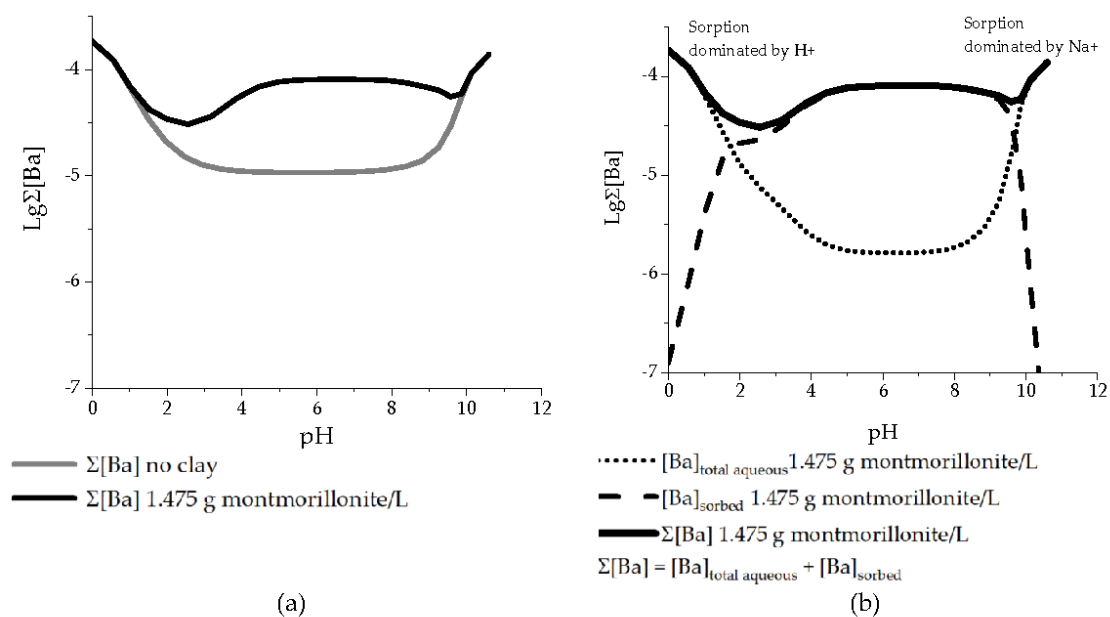 LgΣ[Ba]
-4
-5
-6
-7
0
2
4
6
8
10
12
pH
Σ[Ba] no clay
Σ[Ba] 1.475 g montmorillonite/L
(a)
Sorption
dominated by H+
Sorption
dominated by Na+
LgΣ[Ba]
-4
-5
-6
-7
0
2
4
6
8
10
12
pH
[Ba]total aqueous 1.475 g montmorillonite/L
[Ba]sorbed 1.475 g montmorillonite/L
Σ[Ba] 1.475 g montmorillonite/L
Σ[Ba] = [Ba]total aqueous + [Ba]sorbed
(b)